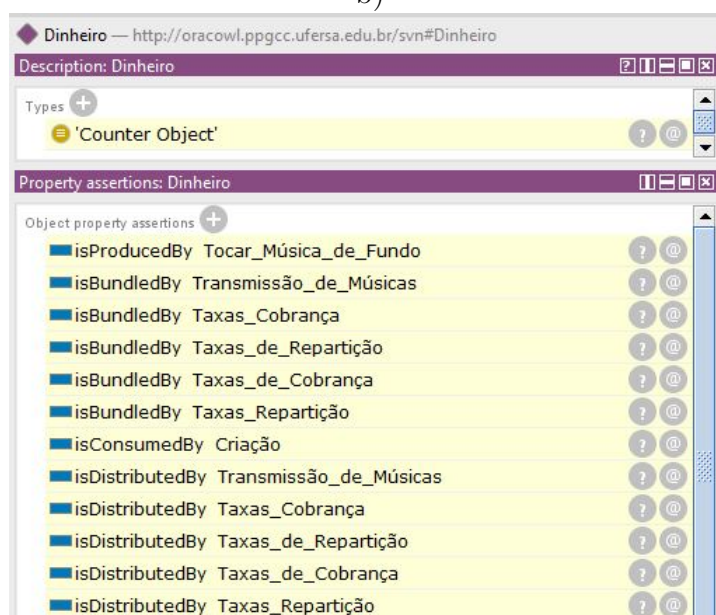 b)
Dinheiro — http://oracowl.ppgcc.ufersa.edu.br/svn#Dinheiro
Description: Dinheiro
Types
'Counter Object'
Property assertions: Dinheiro
Object property assertions
isProducedBy Tocar_Música_de_Fundo
isBundledBy Transmissão_de_Músicas
isBundledBy Taxas_Cobrança
isBundledBy Taxas_de_Repartição
isBundledBy Taxas_de_Cobrança
isBundledBy Taxas_Repartição
isConsumedBy Criação
isDistributedBy Transmissão_de_Músicas
isDistributedBy Taxas_Cobrança
isDistributedBy Taxas_de_Repartição
isDistributedBy Taxas_de_Cobrança
isDistributedBy Taxas_Repartição